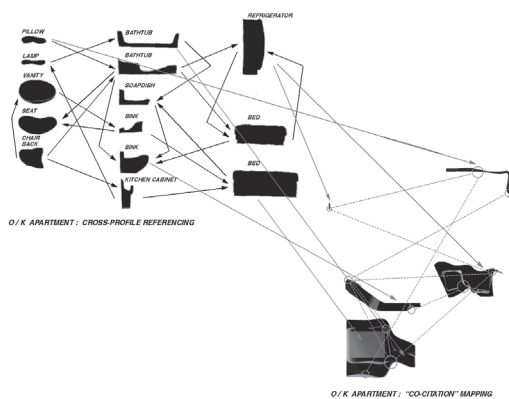 PILLOW
LAMP
VANITY
SEAT
CHAIR
BACK
BATHTUB
BATHTUB
SOAPDISH
SINK
SINK
KITCHEN CABINET
REFRIGERATOR
BED
BED
O / K APARTMENT : CROSS-PROFILE REFERENCING
O / K APARTMENT : "CO-CITATION" MAPPING